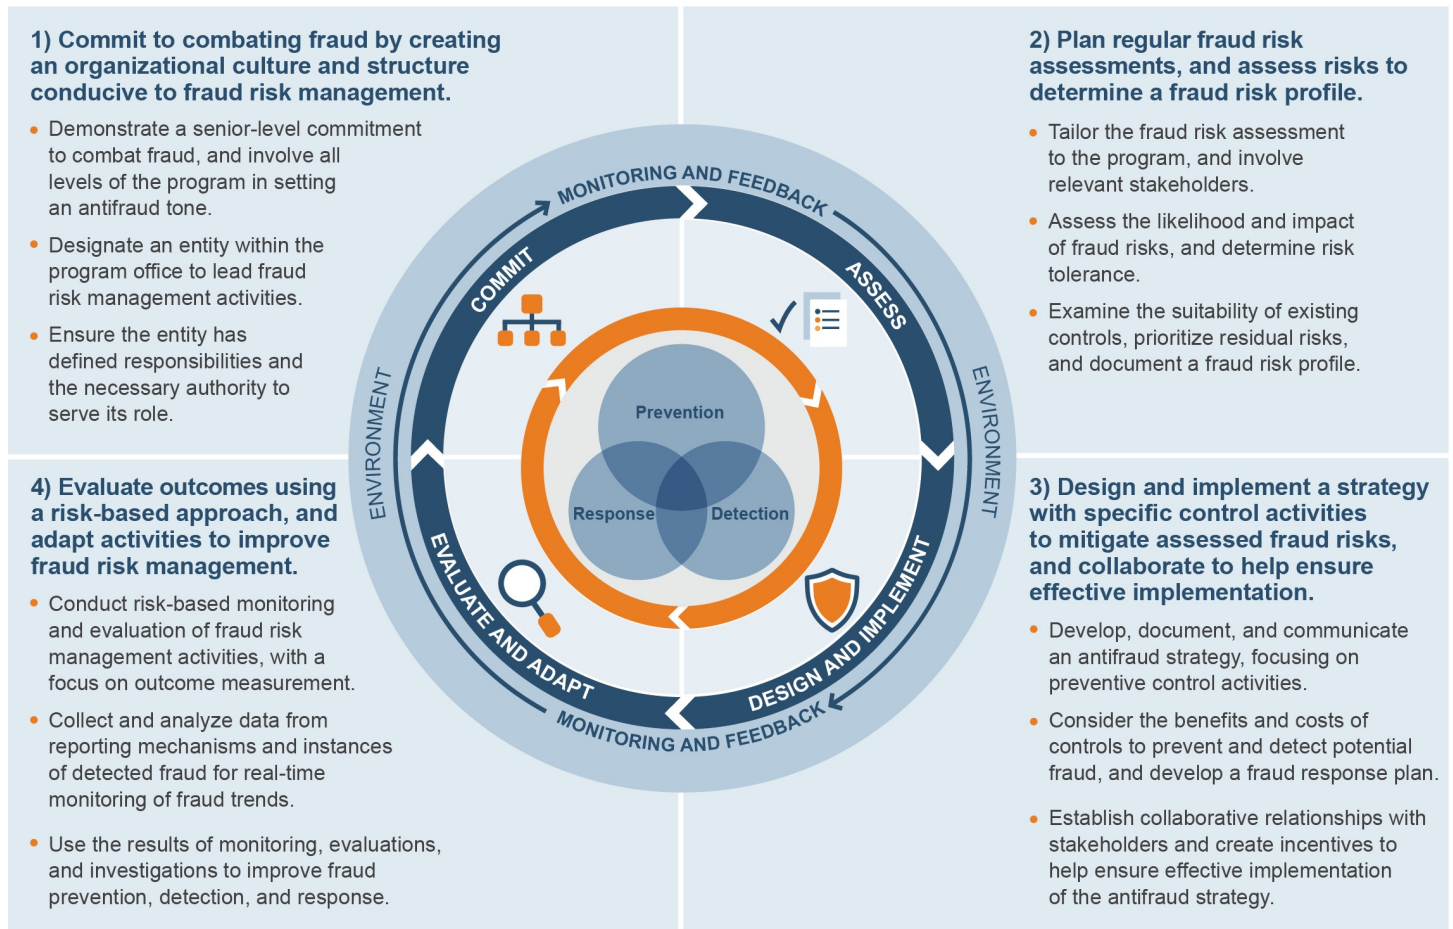 1) Commit to combating fraud by creating
an organizational culture and structure
conducive to fraud risk management.
Demonstrate a senior-level commitment
to combat fraud, and involve all
levels of the program in setting
an antifraud tone.
Designate an entity within the
program office to lead fraud
risk management activities.
Ensure the entity has
defined responsibilities and
the necessary authority to
serve its role.
2) Plan regular fraud risk
assessments, and assess risks to
determine a fraud risk profile.
Tailor the fraud risk assessment
to the program, and involve
relevant stakeholders.
Assess the likelihood and impact
of fraud risks, and determine risk
tolerance.
Examine the suitability of existing
controls, prioritize residual risks,
and document a fraud risk profile.
MONITORING AND FEEDBACK
COMMIT
ASSESS
ENVIRONMENT
ENVIRONMENT
Prevention
Response
Detection
EVALUATE AND ADAPT
DESIGN AND IMPLEMENT
MONITORING AND FEEDBACK
4) Evaluate outcomes using
a risk-based approach, and
adapt activities to improve
fraud risk management.
Conduct risk-based monitoring
and evaluation of fraud risk
management activities, with a
focus on outcome measurement.
Collect and analyze data from
reporting mechanisms and instances
of detected fraud for real-time
monitoring of fraud trends.
Use the results of monitoring, evaluations,
and investigations to improve fraud
prevention, detection, and response.
3) Design and implement a strategy
with specific control activities
to mitigate assessed fraud risks,
and collaborate to help ensure
effective implementation.
Develop, document, and communicate
an antifraud strategy, focusing on
preventive control activities.
Consider the benefits and costs of
controls to prevent and detect potential
fraud, and develop a fraud response plan.
Establish collaborative relationships with
stakeholders and create incentives to
help ensure effective implementation
of the antifraud strategy.